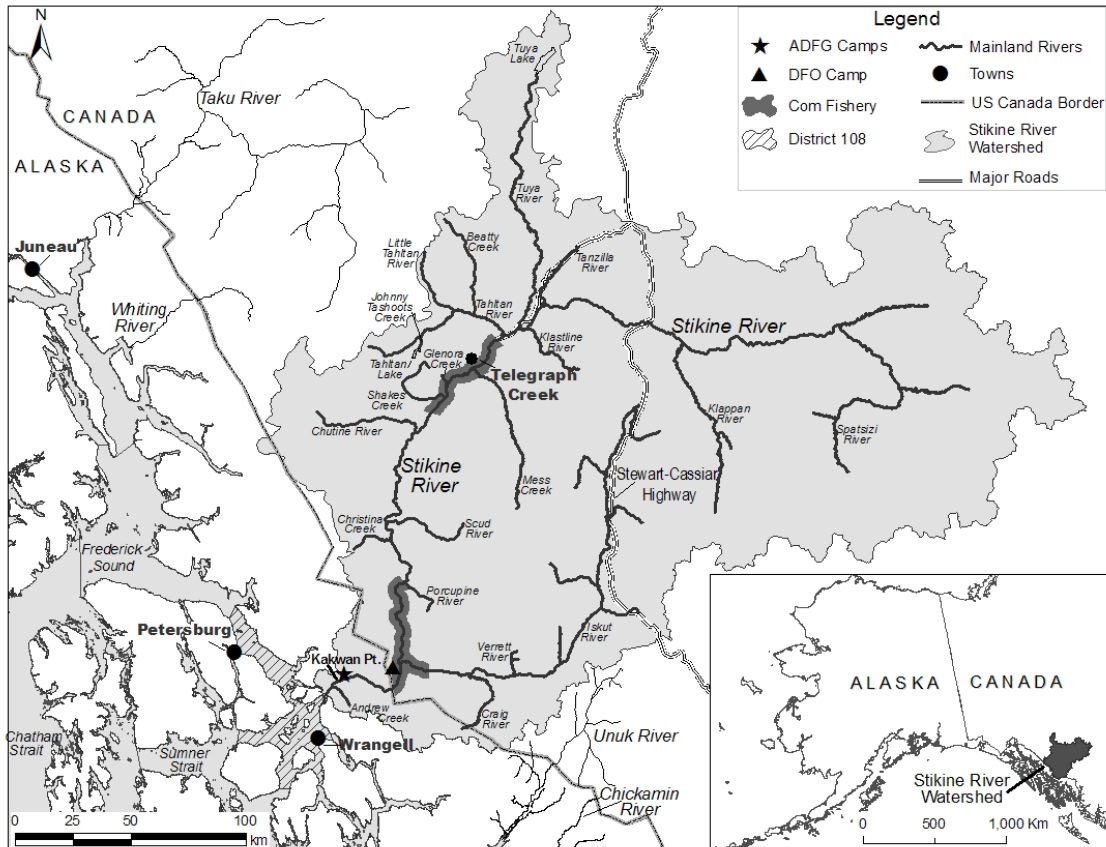 N
CANADA
ALASKA
Taku River
Juneau
Whiting
River
Tuya
Lake
Tuya
River
Beatty
Creek
Little
Tahltan
River
Tanzilla
River
Johnny
Tashoots
Creek
Tahltan
River
Stikine River
Glenora
Creek
Klastline
River
Tahltan/
Lake
Telegraph
Creek
Shakes
Creek
Chutine River
Klappan
River
Spatsizi
River
Stikine
River
Mess
Creek
Stewart-Cassiar
Highway
Christina
Creek
Scud
River
Frederick
Sound
Porcupine
River
Petersburg
Kakwan Pt.
Verrett
River
Iskut
River
Andrew
Creek
Craig
River
Chatham
Strait
Sumner
Strait
Wrangell
Unuk River
Chickamin
River
0 25 50 100
km
Legend
ADFG Camps
DFO Camp
Com Fishery
District 108
Mainland Rivers
Towns
US Canada Border
Stikine River
Watershed
Major Roads
ALASKA
CANADA
Stikine River
Watershed
0 500 1,000 Km